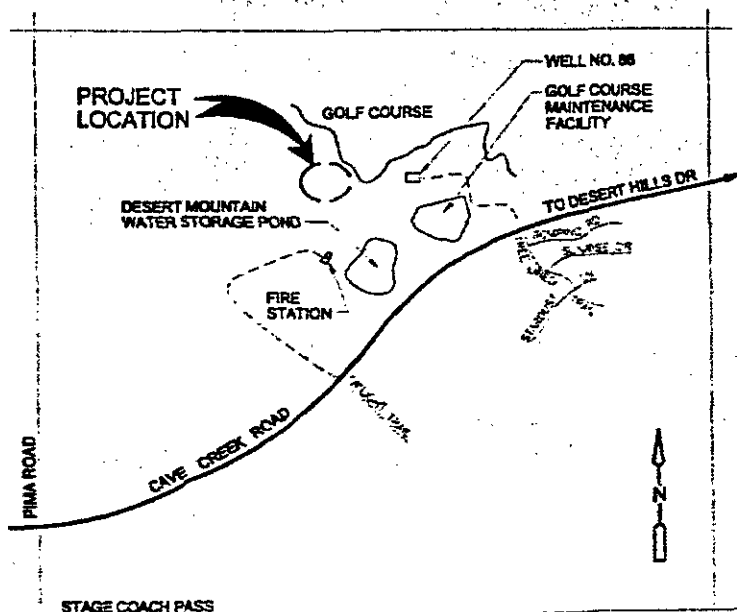 WELL NO. 86
PROJECT
LOCATION
GOLF COURSE
GOLF COURSE
MAINTENANCE
FACILITY
TO DESERT HILLS DR
DESERT MOUNTAIN
WATER STORAGE POND
FIRE
STATION
CAVE CREEK ROAD
PIMA ROAD
N
STAGE COACH PASS